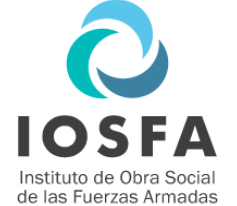 IOSFA
Instituto de Obra Social
de las Fuerzas Armadas